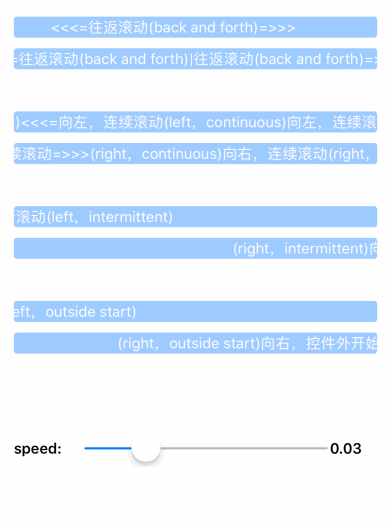 <<<=往返滚动(back and forth)=>>>
=往返滚动(back and forth)|往返滚动(back and forth)=>
)<<<=向左，连续滚动(left，continuous)向左，连续滚
续滚动=>>>(right，continuous)向右，连续滚动(right，
滚动(left，intermittent)
(right，intermittent)向
eft，outside start)
(right，outside start)向右，控件外开始
speed: 0.03